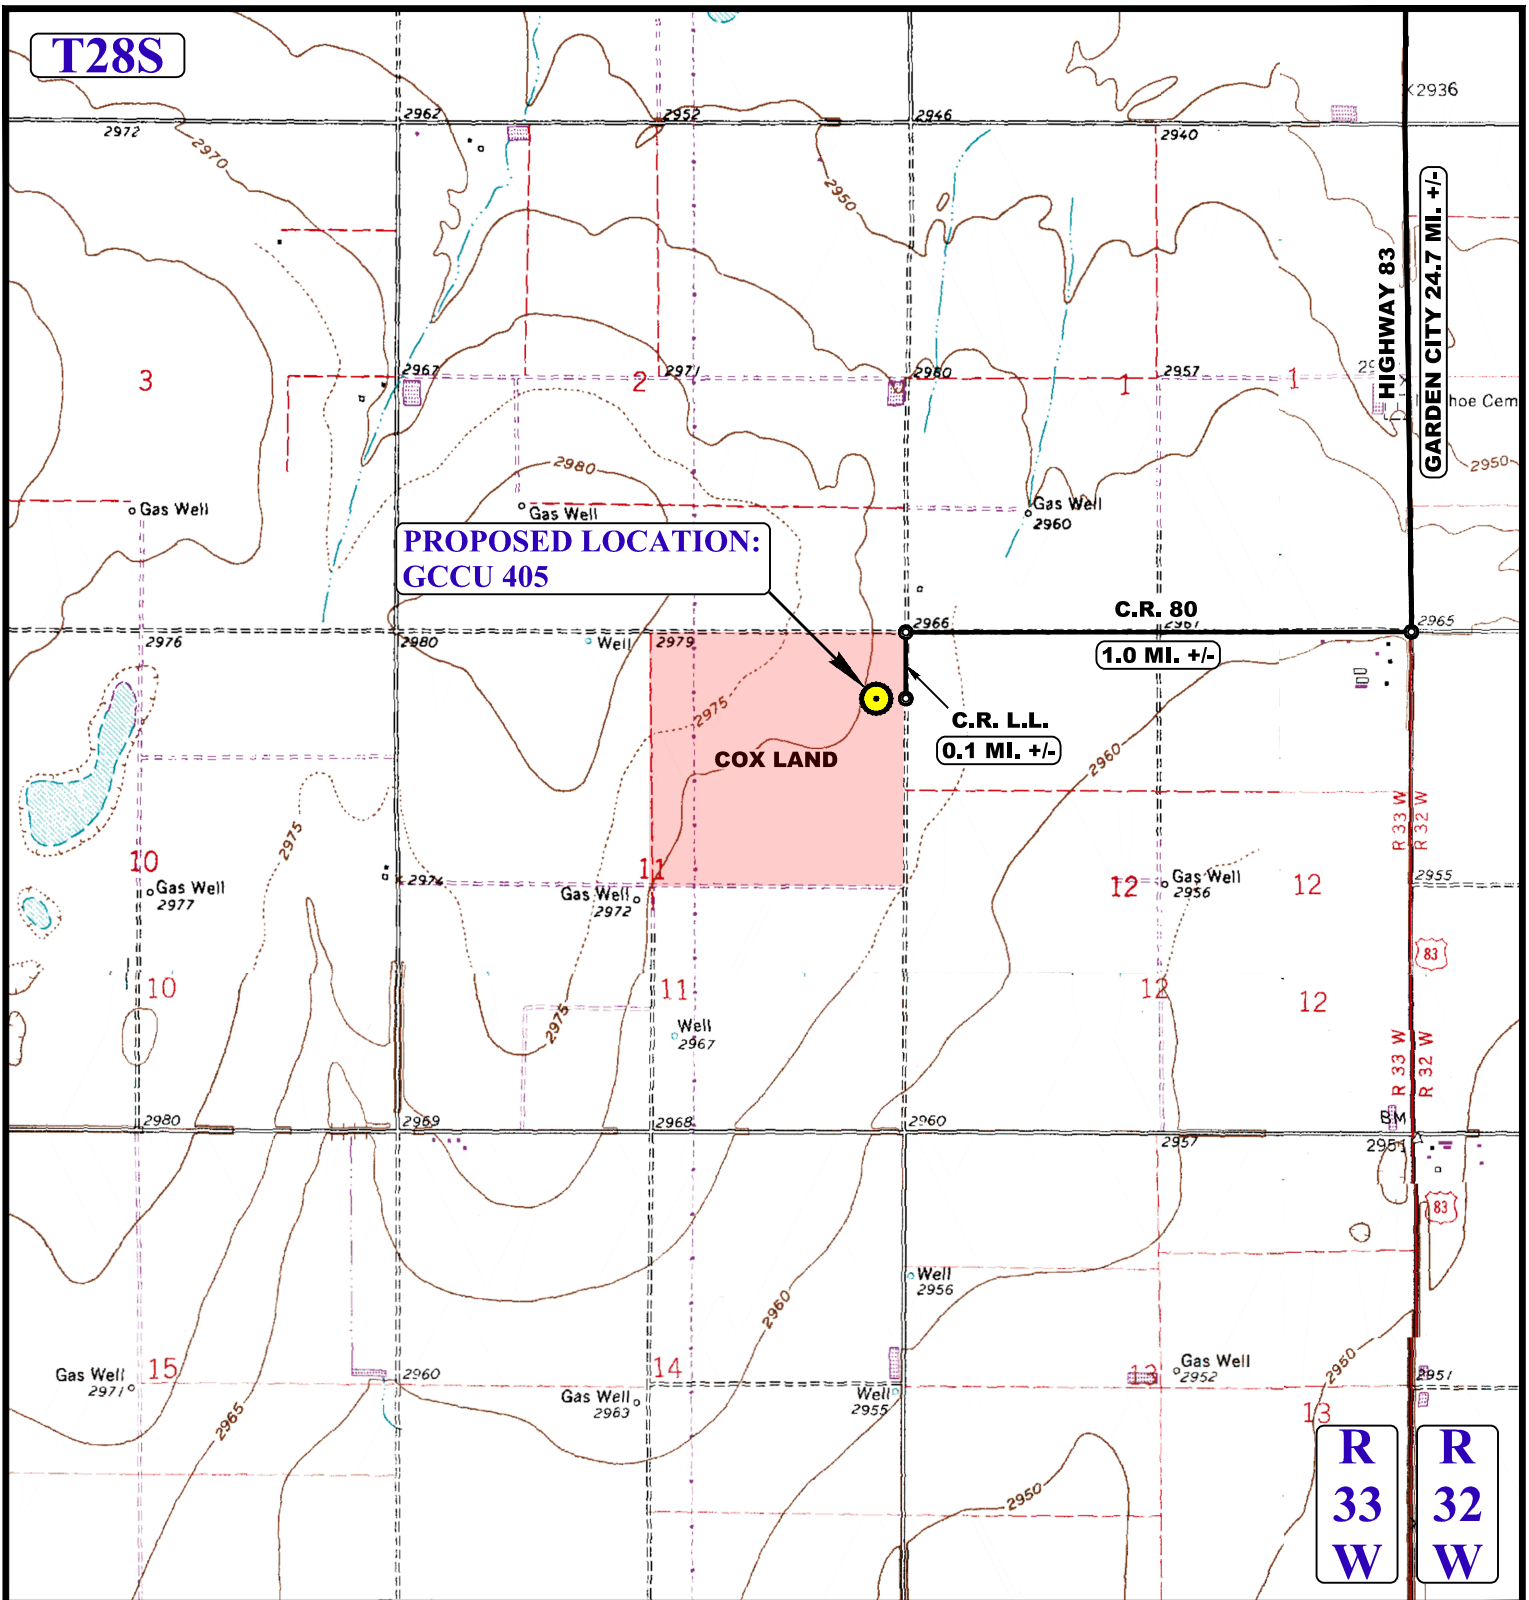 T28S
2936
2972
2962
2952
2946
2940
2970
2950
HIGHWAY 83
GARDEN CITY 24.7 MI. +/-
3
2967
2
2971
2980
1
2957
1
hoe Cem
2980
2950
Gas Well
Gas Well
Gas Well
2960
PROPOSED LOCATION:
GCCU 405
C.R. 80
2976
2980
Well
2979
2966
2967
2965
1.0 MI. +/-
2975
C.R. L.L.
0.1 MI. +/-
COX LAND
2960
2975
R 33 W
R 32 W
10
Gas Well
2977
2974
11
Gas Well
2972
12
Gas Well
2956
12
2955
83
10
11
12
12
2975
Well
2967
R 33 W
R 32 W
2980
2969
2968
2960
2957
BM
2951
83
Well
2956
2960
Gas Well
2971
15
2960
14
Gas Well
2963
Well
2955
13
Gas Well
2952
2950
2951
2965
13
2950
R
33
W
R
32
W